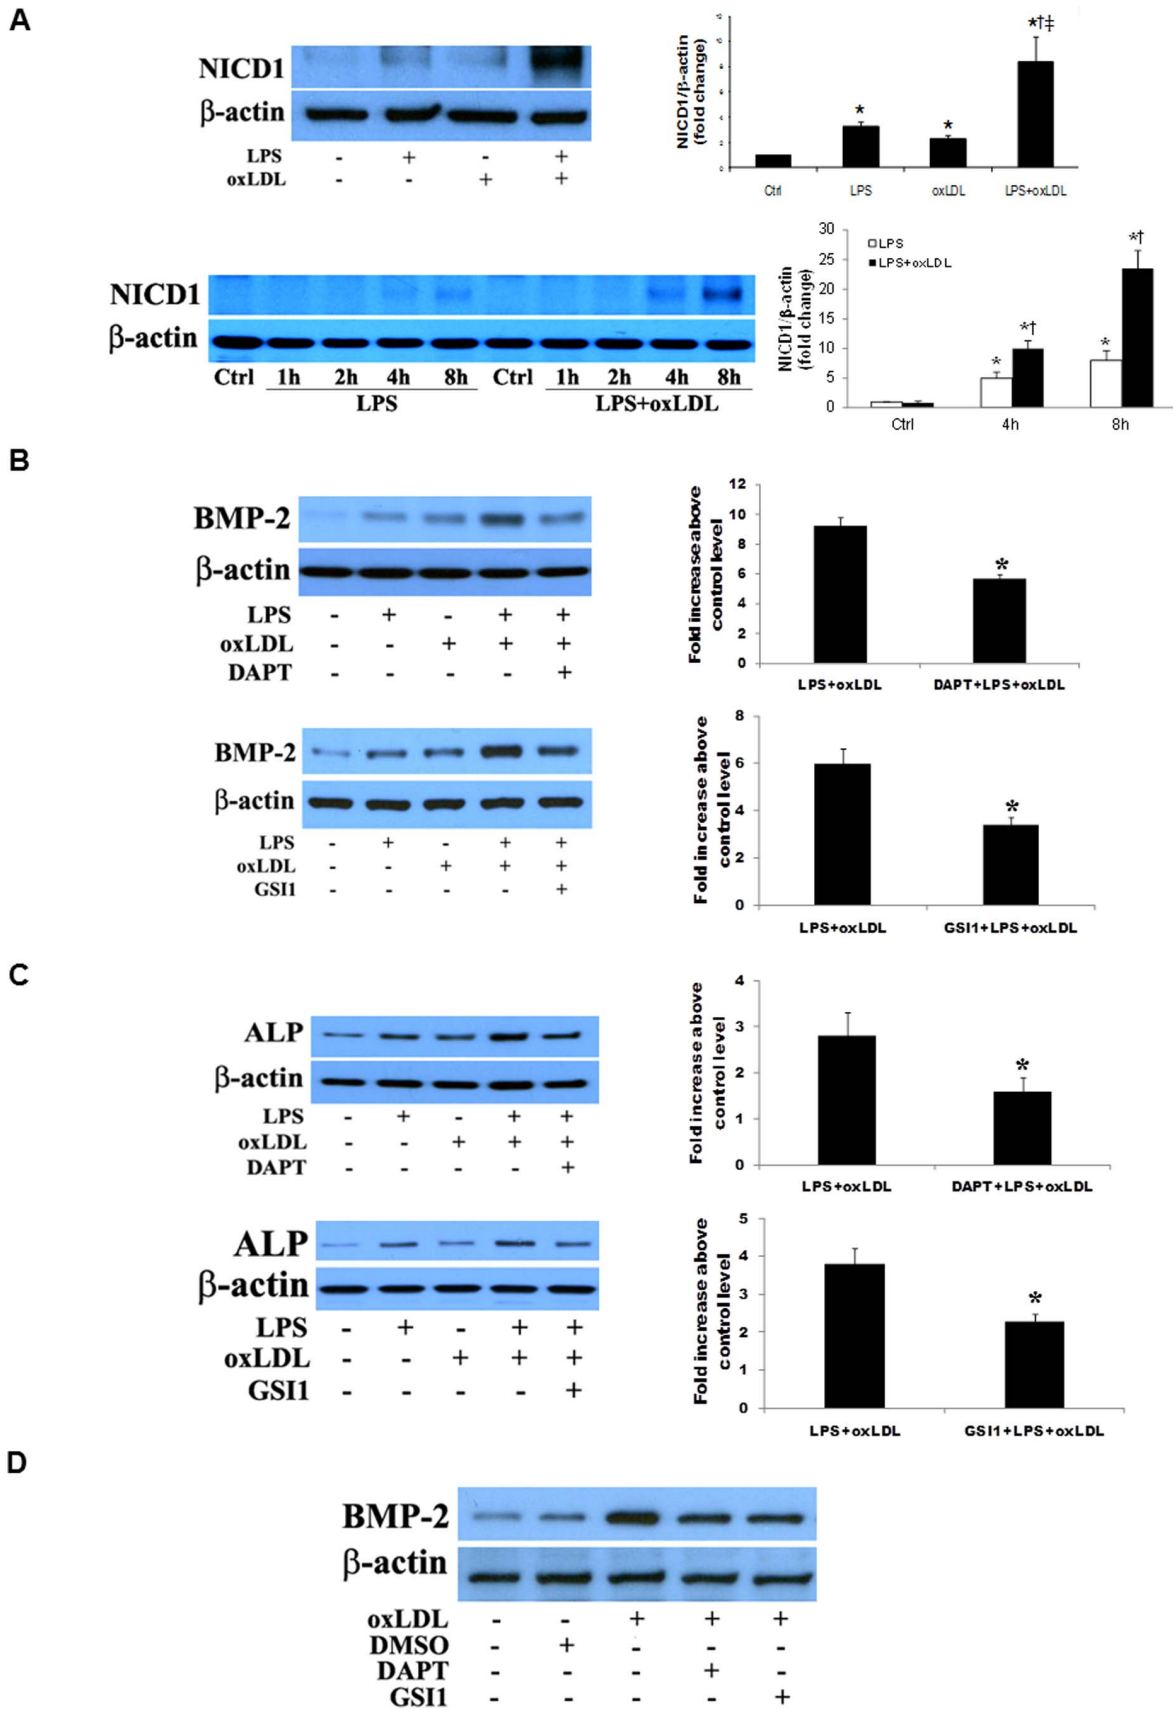 A
NICD1
β-actin
LPS - + - +
oxLDL - - + +
NICD1/β-actin
(fold change)
*
*
*†‡
Ctrl LPS oxLDL LPS+oxLDL
NICD1
β-actin
Ctrl 1h 2h 4h 8h Ctrl 1h 2h 4h 8h
LPS LPS+oxLDL
NICD1/β-actin
(fold change)
30
25
20
15
10
5
0
LPS
LPS+oxLDL
*
*†
*
*†
Ctrl 4h 8h
B
BMP-2
β-actin
LPS - + - + +
oxLDL - - + + +
DAPT - - - - +
Fold increase above
control level
12
10
8
6
4
2
0
*
LPS+oxLDL DAPT+LPS+oxLDL
BMP-2
β-actin
LPS - + - + +
oxLDL - - + + +
GSI1 - - - - +
Fold increase above
control level
8
6
4
2
0
*
LPS+oxLDL GSI1+LPS+oxLDL
C
ALP
β-actin
LPS - + - + +
oxLDL - - + + +
DAPT - - - - +
Fold increase above
control level
4
3
2
1
0
*
LPS+oxLDL DAPT+LPS+oxLDL
ALP
β-actin
LPS - + - + +
oxLDL - - + + +
GSI1 - - - - +
Fold increase above
control level
5
4
3
2
1
0
*
LPS+oxLDL GSI1+LPS+oxLDL
D
BMP-2
β-actin
oxLDL - - + + +
DMSO - + - - -
DAPT - - - + -
GSI1 - - - - +